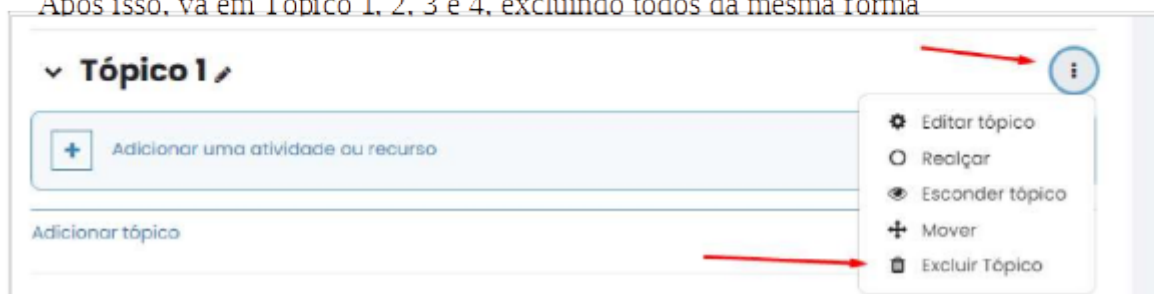 Após isso, vá em Tópico 1, 2, 3 e 4, excluindo todos da mesma forma
Tópico 1
Adicionar uma atividade ou recurso
Adicionar tópico
Editar tópico
Realçar
Esconder tópico
Mover
Excluir Tópico